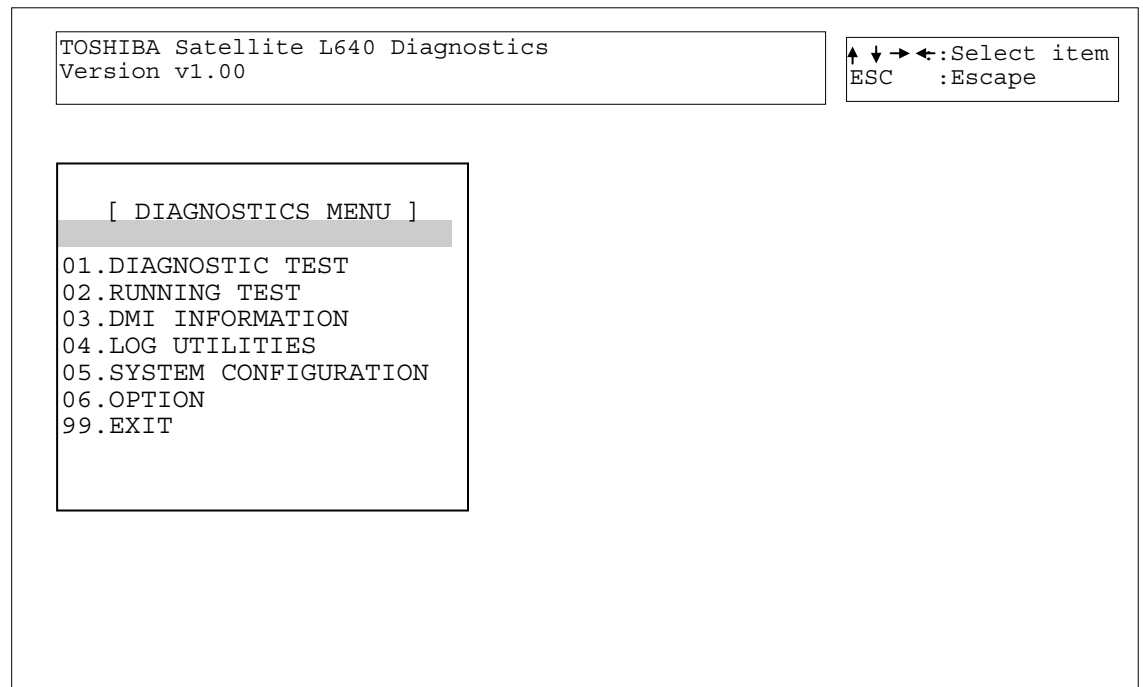 TOSHIBA Satellite L640 Diagnostics
Version v1.00
↑ ↓ → ←:Select item
ESC :Escape
[ DIAGNOSTICS MENU ]
01.DIAGNOSTIC TEST
02.RUNNING TEST
03.DMI INFORMATION
04.LOG UTILITIES
05.SYSTEM CONFIGURATION
06.OPTION
99.EXIT